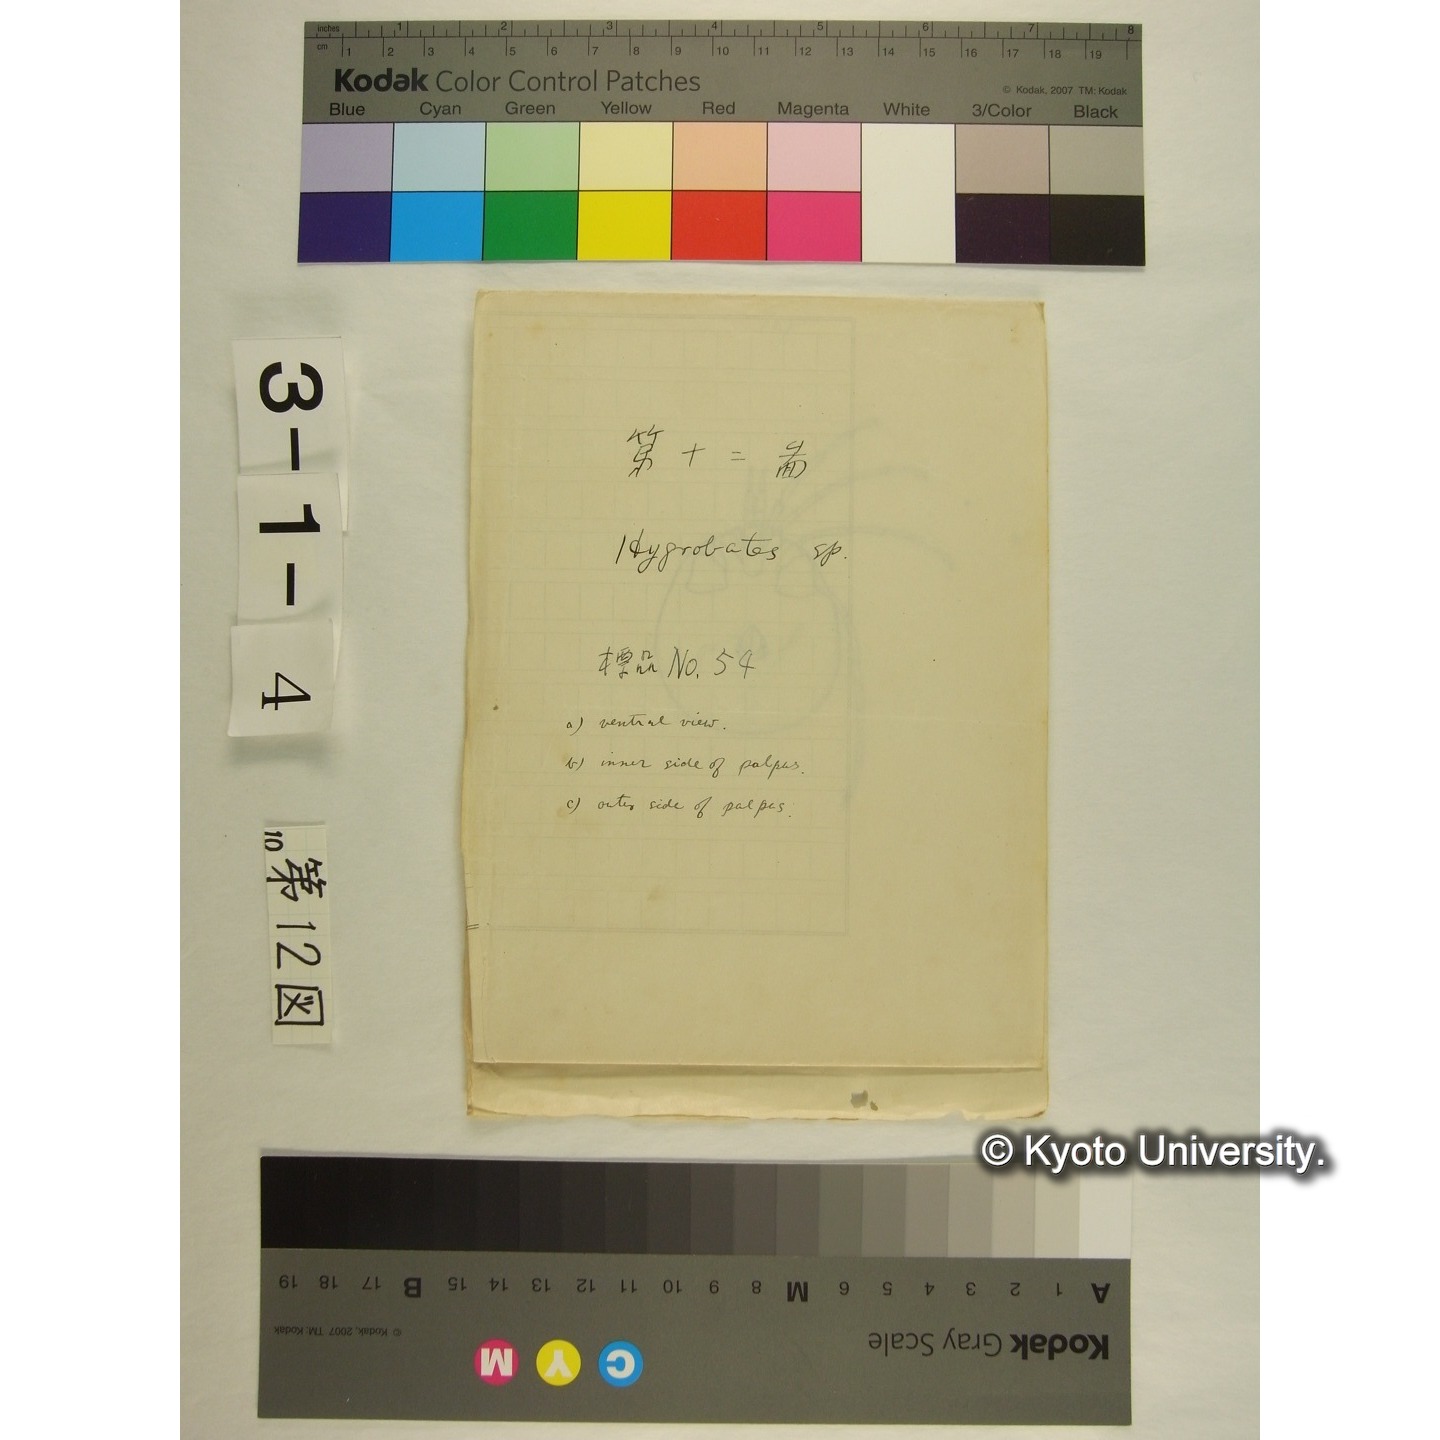 inches 1 2 3 4 5 6 7 8
cm 1 2 3 4 5 6 7 8 9 10 11 12 13 14 15 16 17 18 19
Kodak Color Control Patches
© Kodak, 2007 TM: Kodak
Blue Cyan Green Yellow Red Magenta White 3/Color Black
3-1-4
10
第12図
第十二啚
Hygrobates sp.
標品 No. 54
a) ventral view.
b) inner side of palpus.
c) outer side of palpus.
© Kyoto University.
A 1 2 3 4 5 6 M 8 9 10 11 12 13 14 15 B 17 18 19
Kodak Gray Scale
C Y M
© Kodak, 2007 TM: Kodak